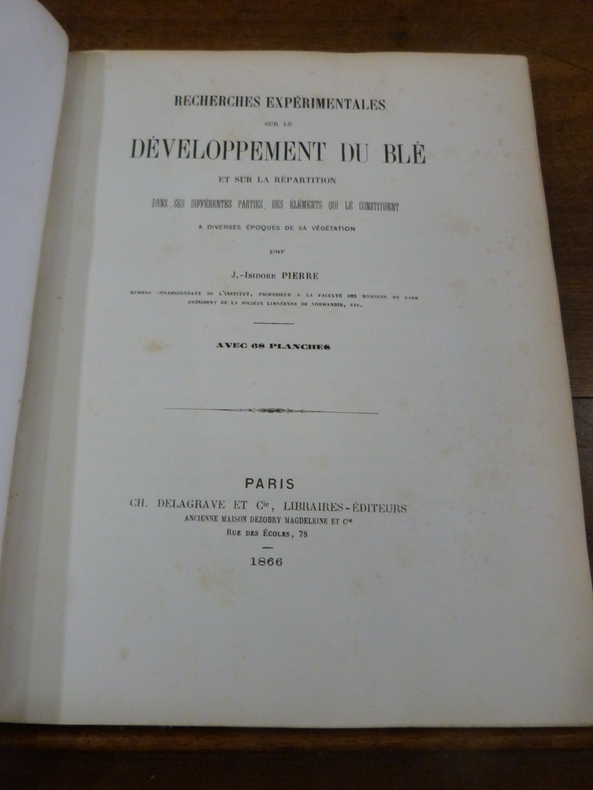 RECHERCHES EXPÉRIMENTALES
SUR LE
DÉVELOPPEMENT DU BLÉ
ET SUR LA RÉPARTITION
DANS SES DIFFÉRENTES PARTIES, DES ÉLÉMENTS QUI LE CONSTITUENT
A DIVERSES ÉPOQUES DE SA VÉGÉTATION
par
J.-ISIDORE PIERRE
MEMBRE CORRESPONDANT DE L'INSTITUT, PROFESSEUR A LA FACULTÉ DES SCIENCES DE CAEN
PRÉSIDENT DE LA SOCIÉTÉ LINNÉENNE DE NORMANDIE, ETC.
AVEC 68 PLANCHES
PARIS
CH. DELAGRAVE ET Cie, LIBRAIRES-ÉDITEURS
ANCIENNE MAISON DEZOBRY MAGDELEINE ET Cie
RUE DES ÉCOLES, 78
1866